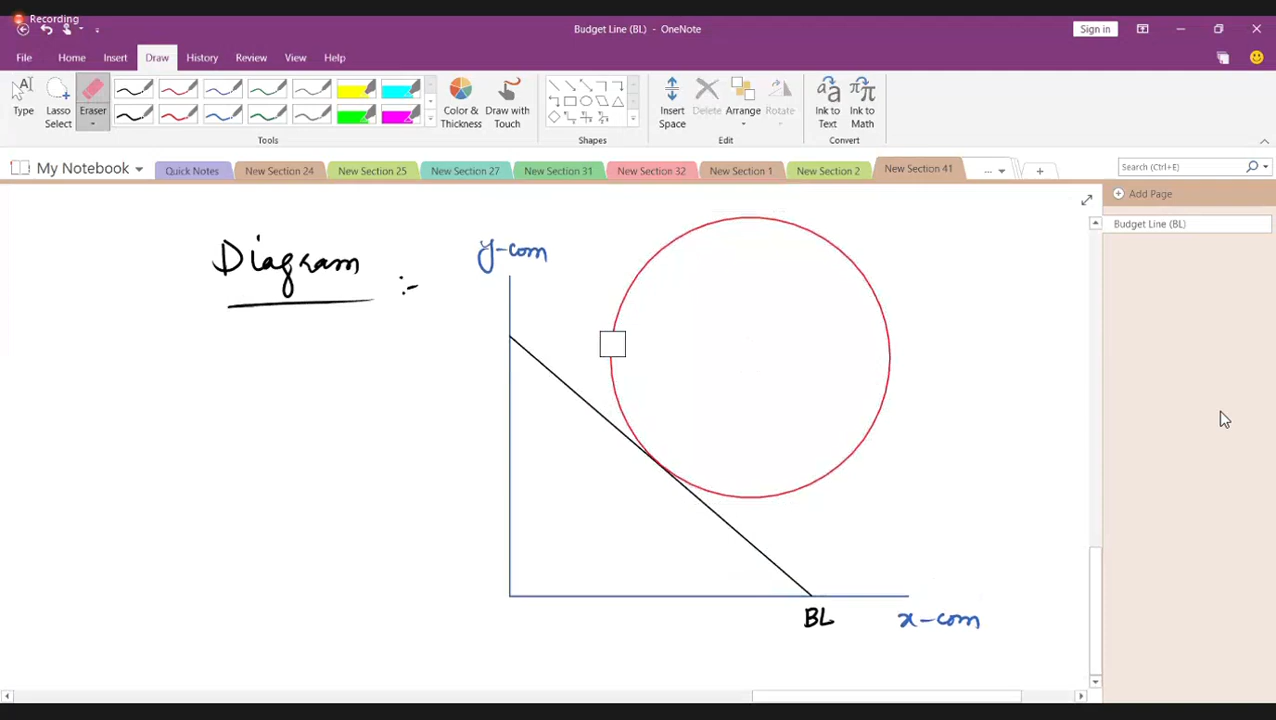 Recording
Budget Line (BL) - OneNote
Sign in
File Home Insert Draw History Review View Help
Type
Lasso Select
Eraser
Color & Thickness
Draw with Touch
Insert Space
Delete
Arrange
Rotate
Ink to Text
Ink to Math
Tools
Shapes
Edit
Convert
My Notebook
Quick Notes
New Section 24
New Section 25
New Section 27
New Section 31
New Section 32
New Section 1
New Section 2
New Section 41
...
Search (Ctrl+E)
Add Page
Budget Line (BL)
Diagram :-
y-com
BL
x-com